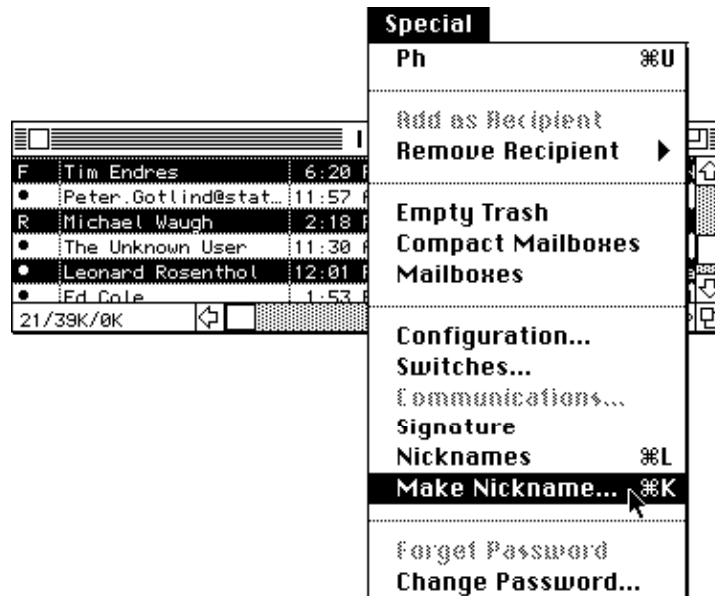 Special
Ph ⌘U
Add as Recipient
Remove Recipient ▶
Empty Trash
Compact Mailboxes
Mailboxes
Configuration...
Switches...
Communications...
Signature
Nicknames ⌘L
Make Nickname... ⌘K
Forget Password
Change Password...
F Tim Endres 6:20
• Peter.Gotlind@stat… 11:57
R Michael Waugh 2:18
• The Unknown User 11:30
• Leonard Rosenthol 12:01
• Ed Cole 1:53
21/39K/0K